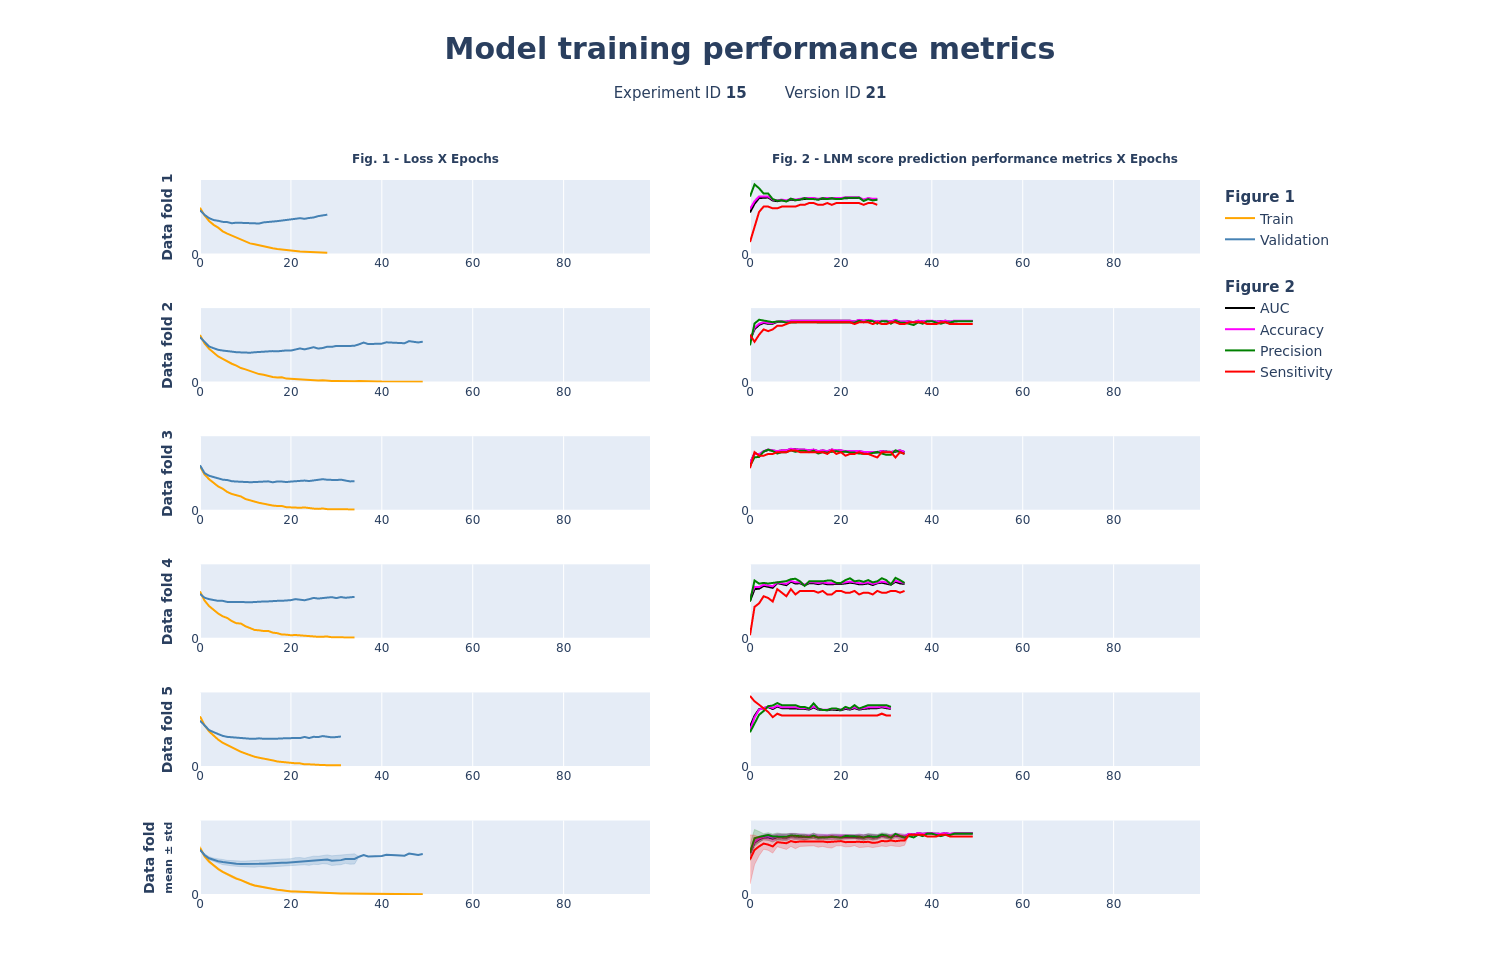 Model training performance metrics
Experiment ID 15 Version ID 21
Fig. 1 - Loss X Epochs
Fig. 2 - LNM score prediction performance metrics X Epochs
Data fold 1
0
0 20 40 60 80
0
0 20 40 60 80
Figure 1
Train
Validation
Figure 2
AUC
Accuracy
Precision
Sensitivity
Data fold 2
0
0 20 40 60 80
0
0 20 40 60 80
Data fold 3
0
0 20 40 60 80
0
0 20 40 60 80
Data fold 4
0
0 20 40 60 80
0
0 20 40 60 80
Data fold 5
0
0 20 40 60 80
0
0 20 40 60 80
Data fold
mean ± std
0
0 20 40 60 80
0
0 20 40 60 80